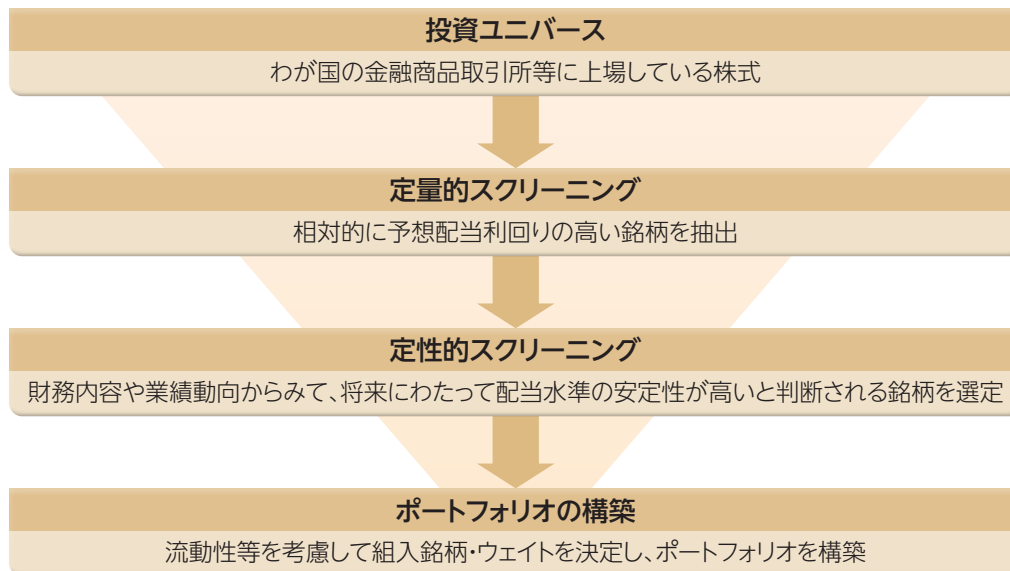 投資ユニバース
わが国の金融商品取引所等に上場している株式
定量的スクリーニング
相対的に予想配当利回りの高い銘柄を抽出
定性的スクリーニング
財務内容や業績動向からみて、将来にわたって配当水準の安定性が高いと判断される銘柄を選定
ポートフォリオの構築
流動性等を考慮して組入銘柄・ウェイトを決定し、ポートフォリオを構築